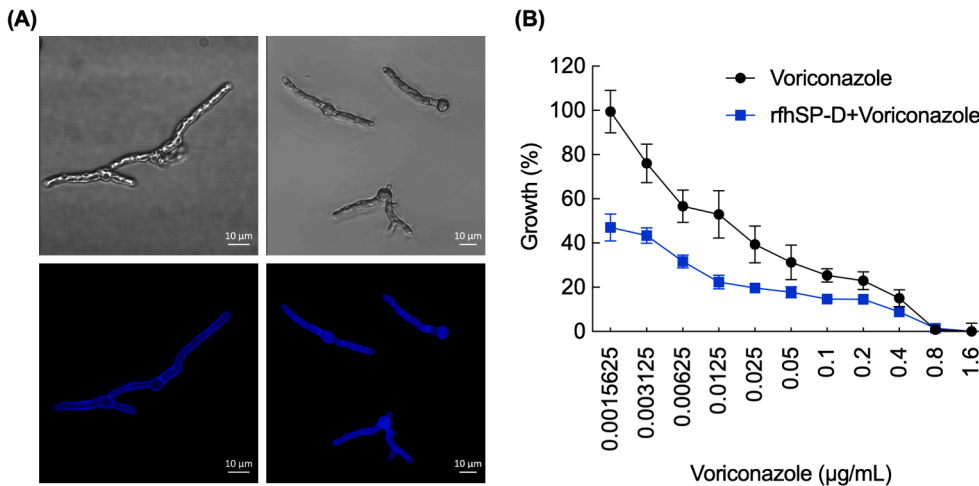 (A)
10 µm
10 µm
10 µm
10 µm
(B)
Voriconazole
rfhSP-D+Voriconazole
Growth (%)
120
100
80
60
40
20
0
0.0015625
0.003125
0.00625
0.0125
0.025
0.05
0.1
0.2
0.4
0.8
1.6
Voriconazole (µg/mL)